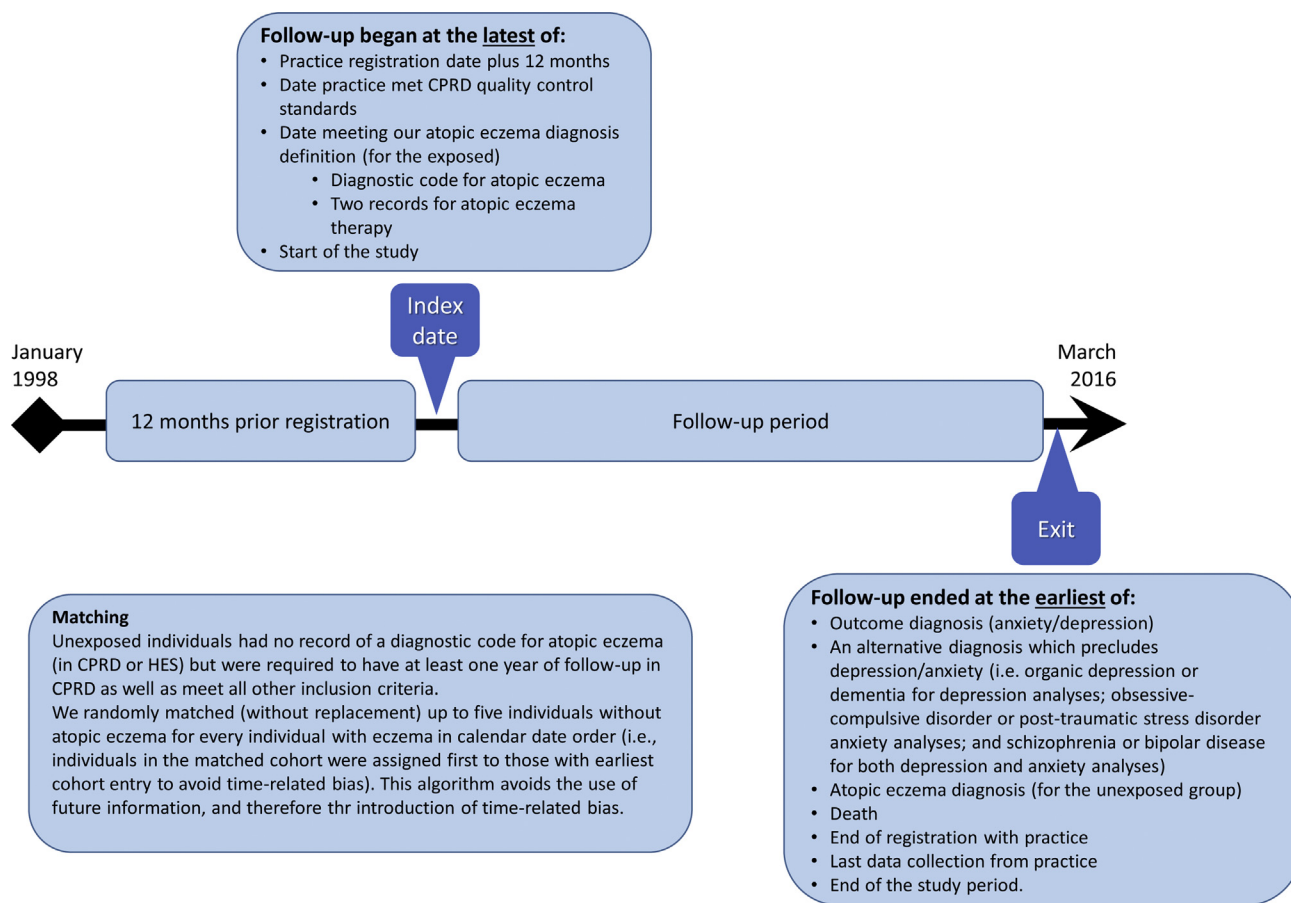 Follow-up began at the latest of:
• Practice registration date plus 12 months
• Date practice met CPRD quality control
standards
• Date meeting our atopic eczema diagnosis
definition (for the exposed)
• Diagnostic code for atopic eczema
• Two records for atopic eczema
therapy
• Start of the study
Index
date
January
1998
March
2016
12 months prior registration
Follow-up period
Exit
Matching
Unexposed individuals had no record of a diagnostic code for atopic eczema
(in CPRD or HES) but were required to have at least one year of follow-up in
CPRD as well as meet all other inclusion criteria.
We randomly matched (without replacement) up to five individuals without
atopic eczema for every individual with eczema in calendar date order (i.e.,
individuals in the matched cohort were assigned first to those with earliest
cohort entry to avoid time-related bias). This algorithm avoids the use of
future information, and therefore thr introduction of time-related bias.
Follow-up ended at the earliest of:
• Outcome diagnosis (anxiety/depression)
• An alternative diagnosis which precludes
depression/anxiety (i.e. organic depression or
dementia for depression analyses; obsessive-
compulsive disorder or post-traumatic stress disorder
anxiety analyses; and schizophrenia or bipolar disease
for both depression and anxiety analyses)
• Atopic eczema diagnosis (for the unexposed group)
• Death
• End of registration with practice
• Last data collection from practice
• End of the study period.